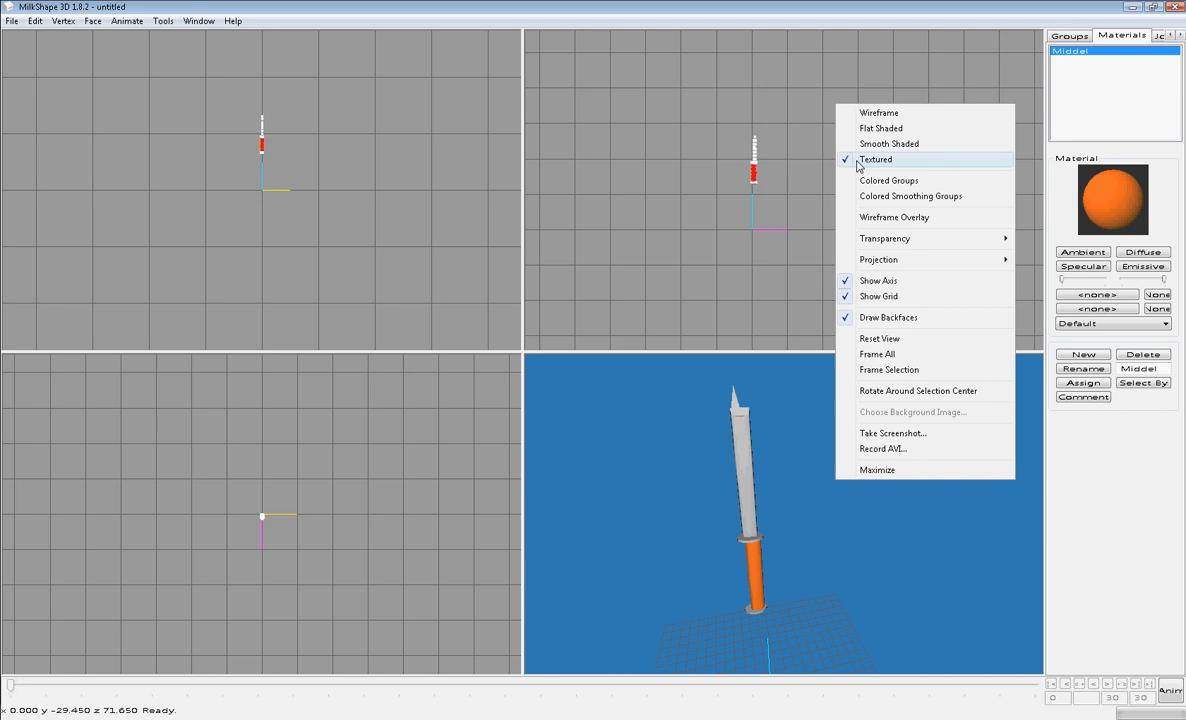 MilkShape 3D 1.8.2 - untitled
File Edit Vertex Face Animate Tools Window Help
Groups Materials Jc
Middel
Wireframe
Flat Shaded
Smooth Shaded
Textured
Colored Groups
Colored Smoothing Groups
Wireframe Overlay
Transparency
Projection
Show Axis
Show Grid
Draw Backfaces
Reset View
Frame All
Frame Selection
Rotate Around Selection Center
Choose Background Image...
Take Screenshot...
Record AVI...
Maximize
Material
Ambient Diffuse
Specular Emissive
<none> None
<none> None
Default
New Delete
Rename Middel
Assign Select By
Comment
0 30 30
Anim
x 0.000 y -29.450 z 71.650 Ready.